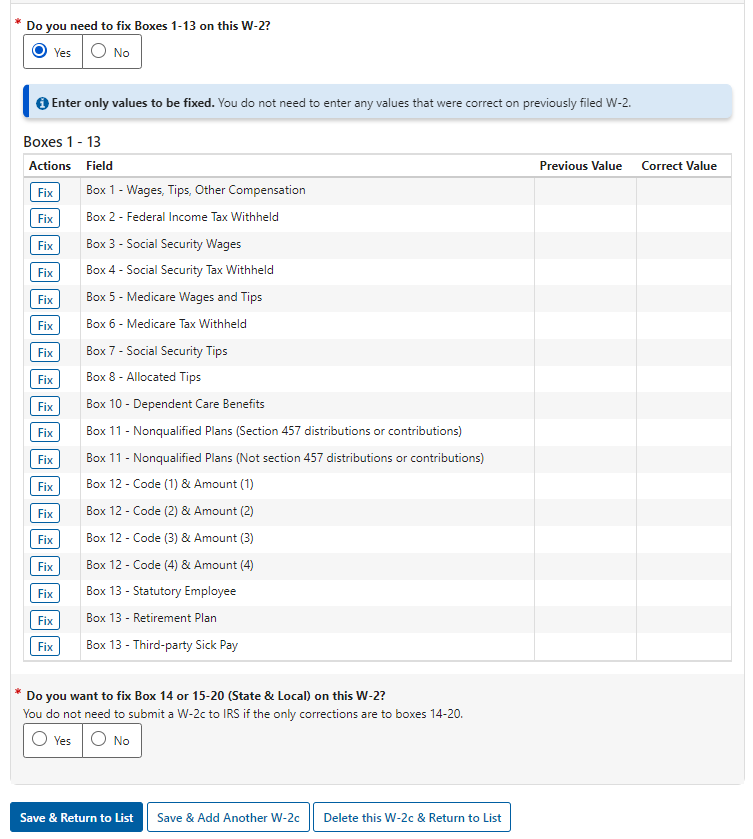 * Do you need to fix Boxes 1-13 on this W-2?
Yes No
Enter only values to be fixed. You do not need to enter any values that were correct on previously filed W-2.
Boxes 1 - 13
Actions Field Previous Value Correct Value
Fix Box 1 - Wages, Tips, Other Compensation
Fix Box 2 - Federal Income Tax Withheld
Fix Box 3 - Social Security Wages
Fix Box 4 - Social Security Tax Withheld
Fix Box 5 - Medicare Wages and Tips
Fix Box 6 - Medicare Tax Withheld
Fix Box 7 - Social Security Tips
Fix Box 8 - Allocated Tips
Fix Box 10 - Dependent Care Benefits
Fix Box 11 - Nonqualified Plans (Section 457 distributions or contributions)
Fix Box 11 - Nonqualified Plans (Not section 457 distributions or contributions)
Fix Box 12 - Code (1) & Amount (1)
Fix Box 12 - Code (2) & Amount (2)
Fix Box 12 - Code (3) & Amount (3)
Fix Box 12 - Code (4) & Amount (4)
Fix Box 13 - Statutory Employee
Fix Box 13 - Retirement Plan
Fix Box 13 - Third-party Sick Pay
* Do you want to fix Box 14 or 15-20 (State & Local) on this W-2?
You do not need to submit a W-2c to IRS if the only corrections are to boxes 14-20.
Yes No
Save & Return to List Save & Add Another W-2c Delete this W-2c & Return to List